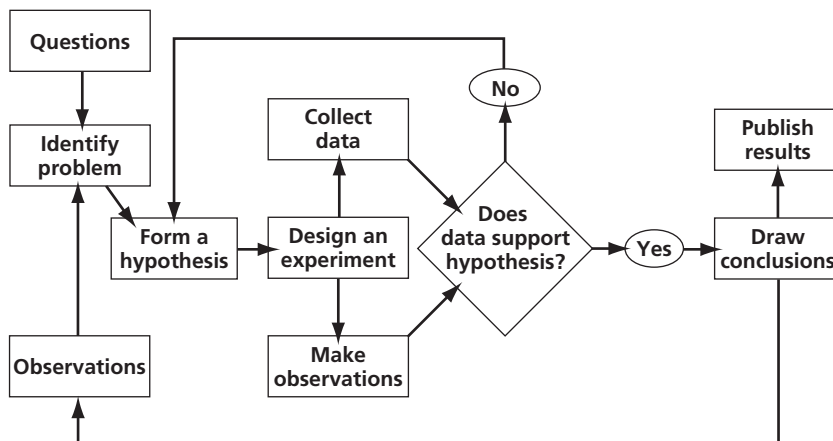 Questions
Identify
problem
Form a
hypothesis
Observations
Collect
data
Design an
experiment
Make
observations
No
Does
data support
hypothesis?
Yes
Publish
results
Draw
conclusions